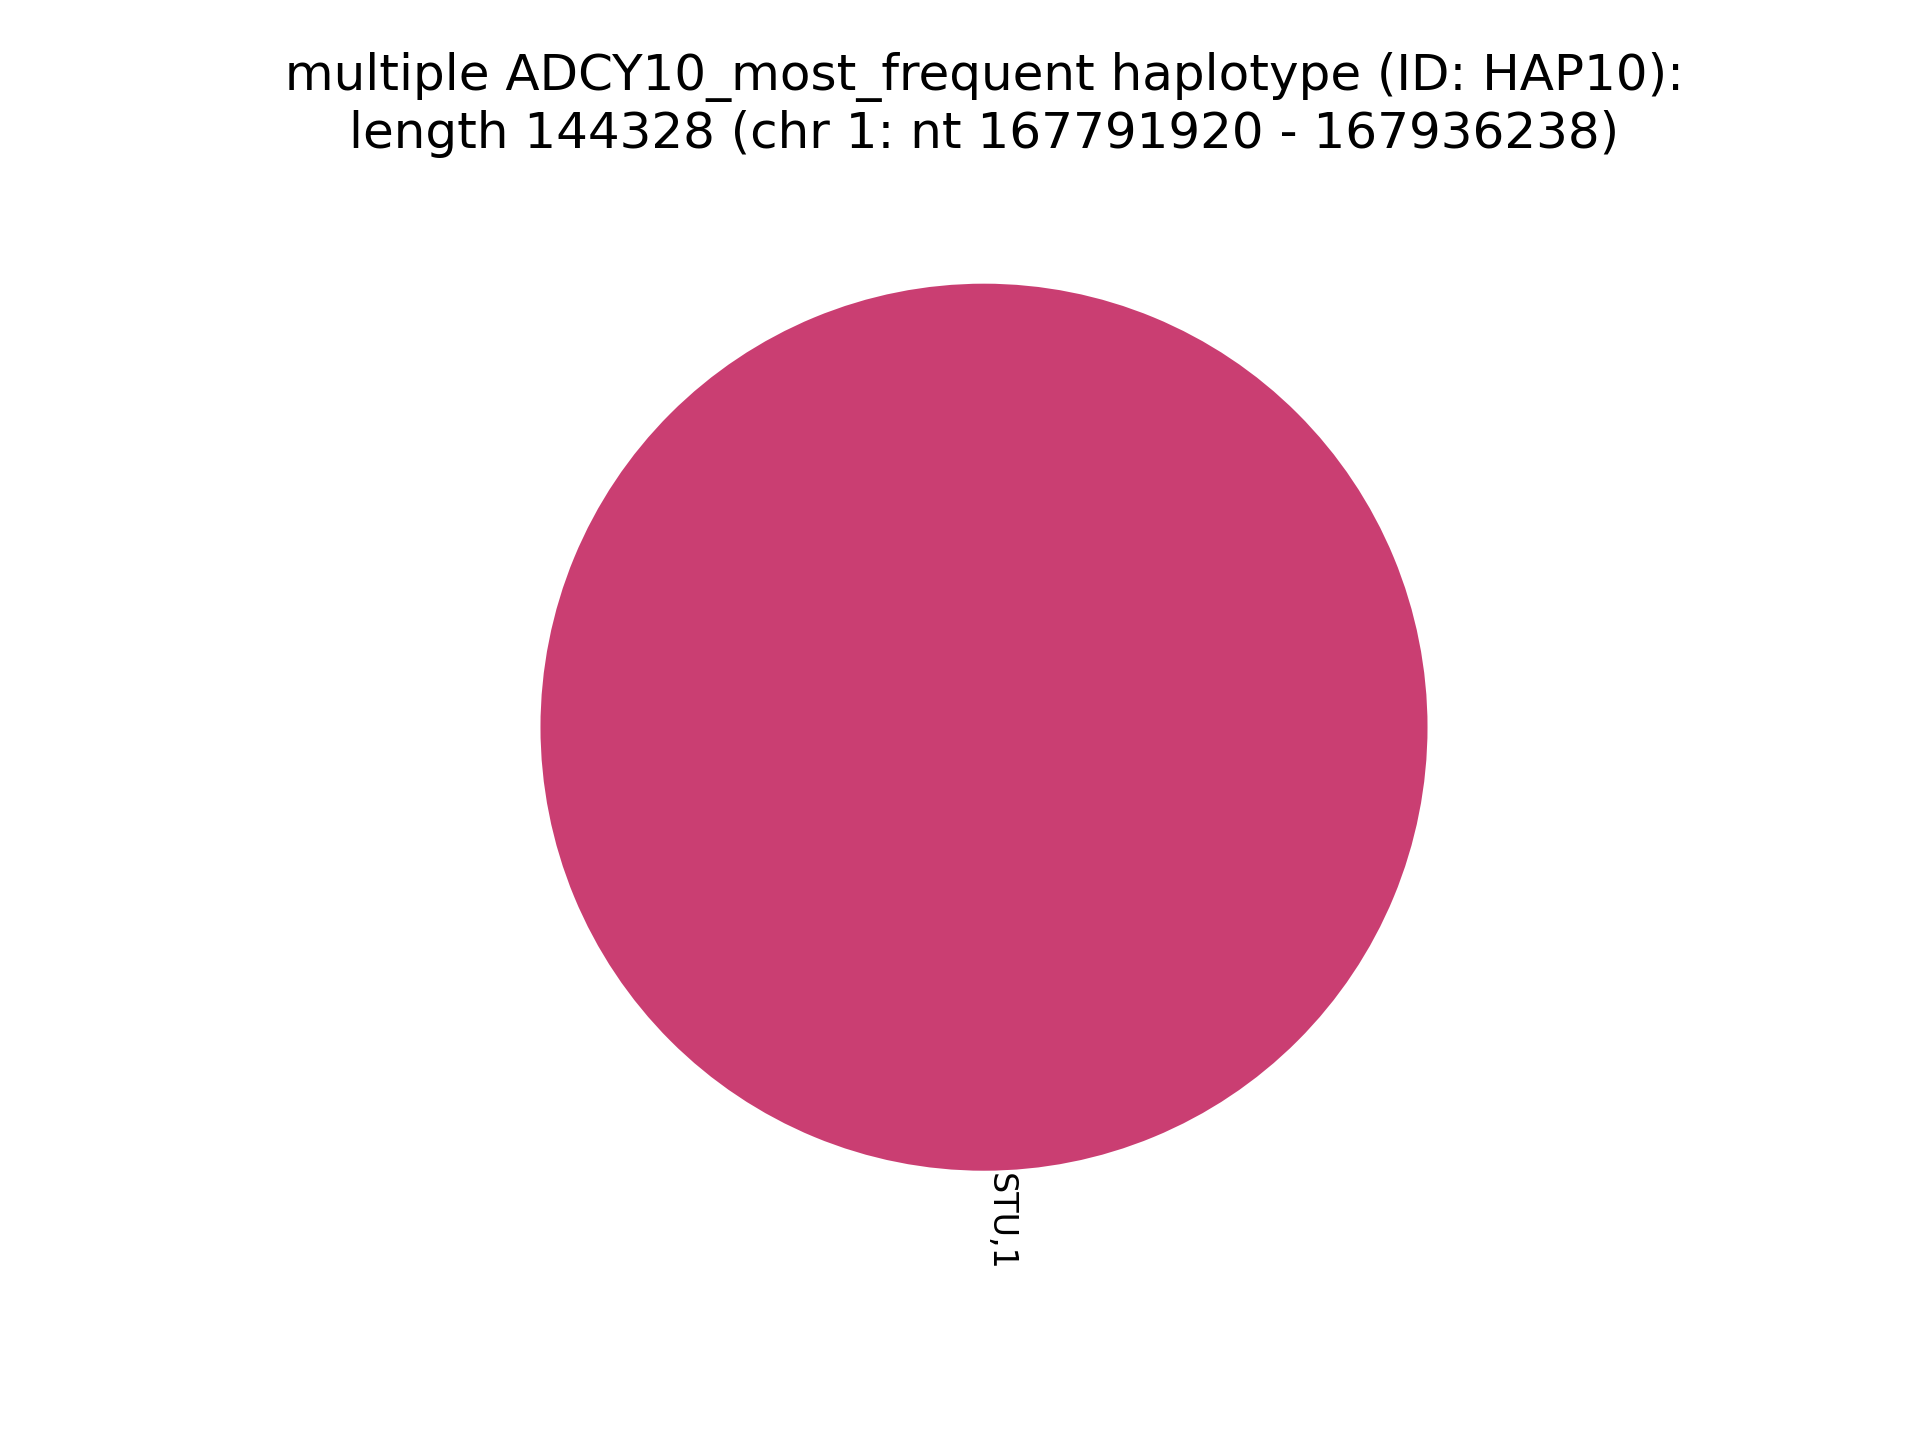 multiple ADCY10_most_frequent haplotype (ID: HAP10):
length 144328 (chr 1: nt 167791920 - 167936238)
STU,1